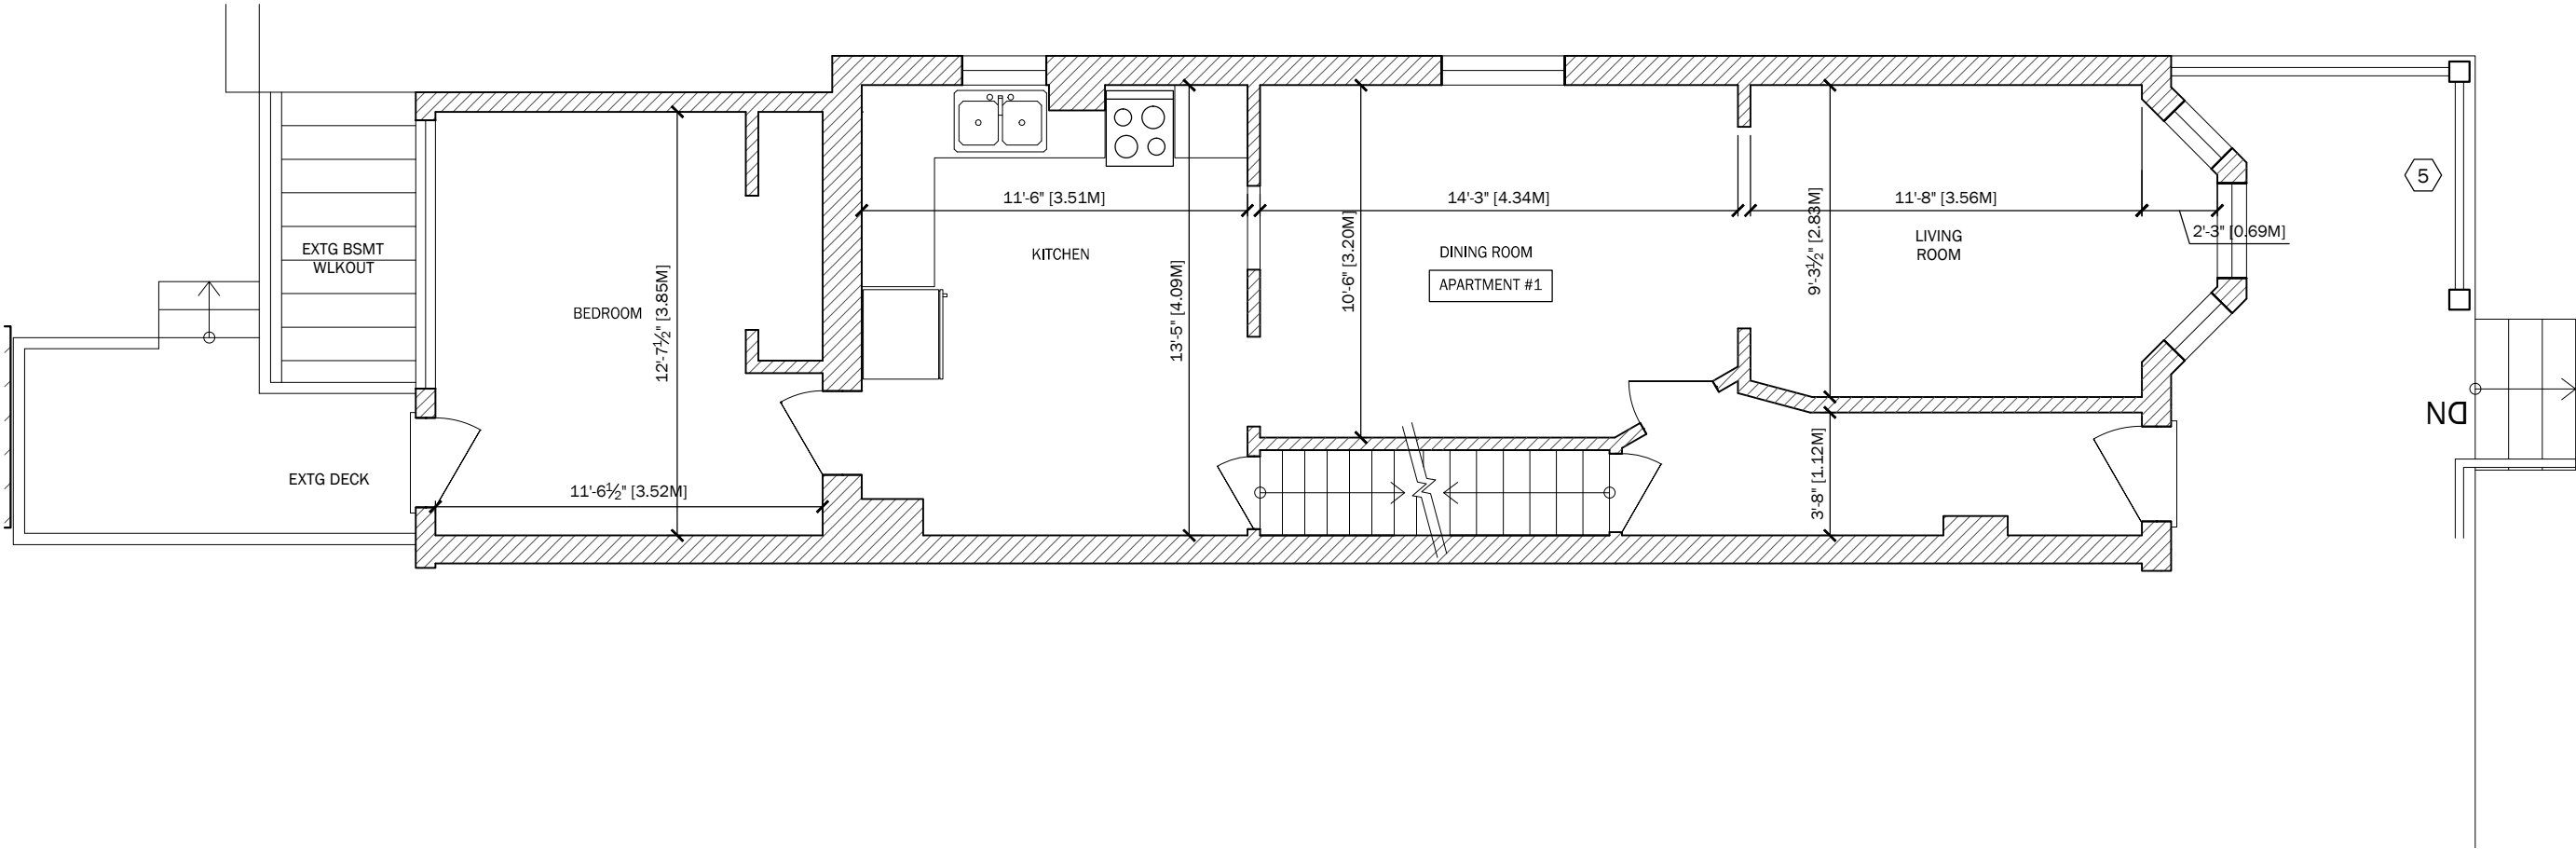 5
11'-6" [3.51M]
14'-3" [4.34M]
11'-8" [3.56M]
2'-3" [0.69M]
EXTG BSMT
WLKOUT
KITCHEN
DINING ROOM
APARTMENT #1
LIVING
ROOM
BEDROOM
12'-7½" [3.85M]
13'-5" [4.09M]
10'-6" [3.20M]
9'-3½" [2.83M]
DN
3'-8" [1.12M]
EXTG DECK
11'-6½" [3.52M]